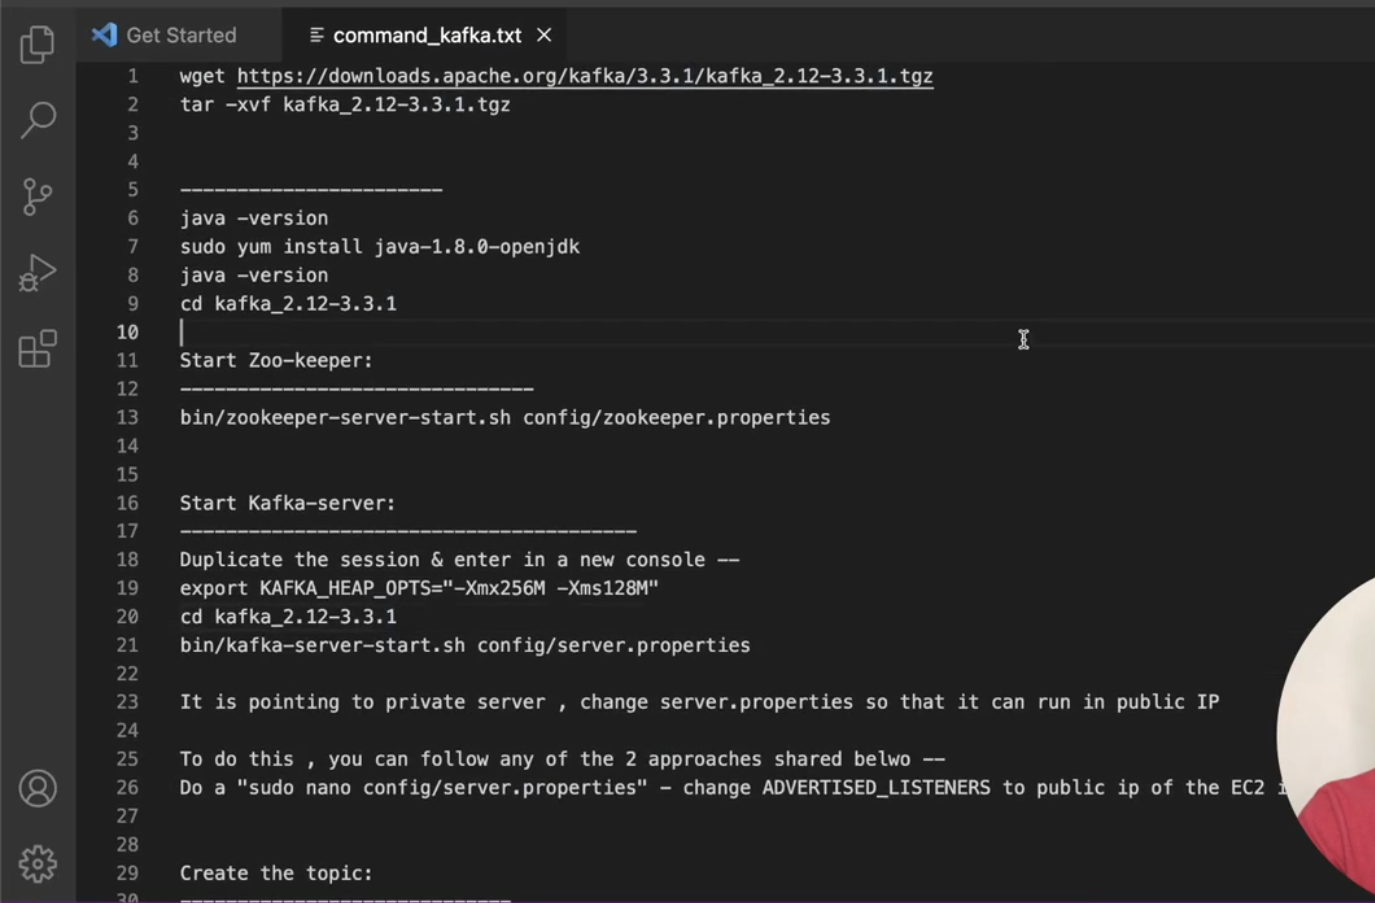 Get Started
command_kafka.txt
1 wget https://downloads.apache.org/kafka/3.3.1/kafka_2.12-3.3.1.tgz
2 tar -xvf kafka_2.12-3.3.1.tgz
3
4
5 -----------------------
6 java -version
7 sudo yum install java-1.8.0-openjdk
8 java -version
9 cd kafka_2.12-3.3.1
10
11 Start Zoo-keeper:
12 -------------------------------
13 bin/zookeeper-server-start.sh config/zookeeper.properties
14
15
16 Start Kafka-server:
17 ----------------------------------------
18 Duplicate the session & enter in a new console --
19 export KAFKA_HEAP_OPTS="-Xmx256M -Xms128M"
20 cd kafka_2.12-3.3.1
21 bin/kafka-server-start.sh config/server.properties
22
23 It is pointing to private server , change server.properties so that it can run in public IP
24
25 To do this , you can follow any of the 2 approaches shared belwo --
26 Do a "sudo nano config/server.properties" - change ADVERTISED_LISTENERS to public ip of the EC2
27
28
29 Create the topic:
30 -----------------------------